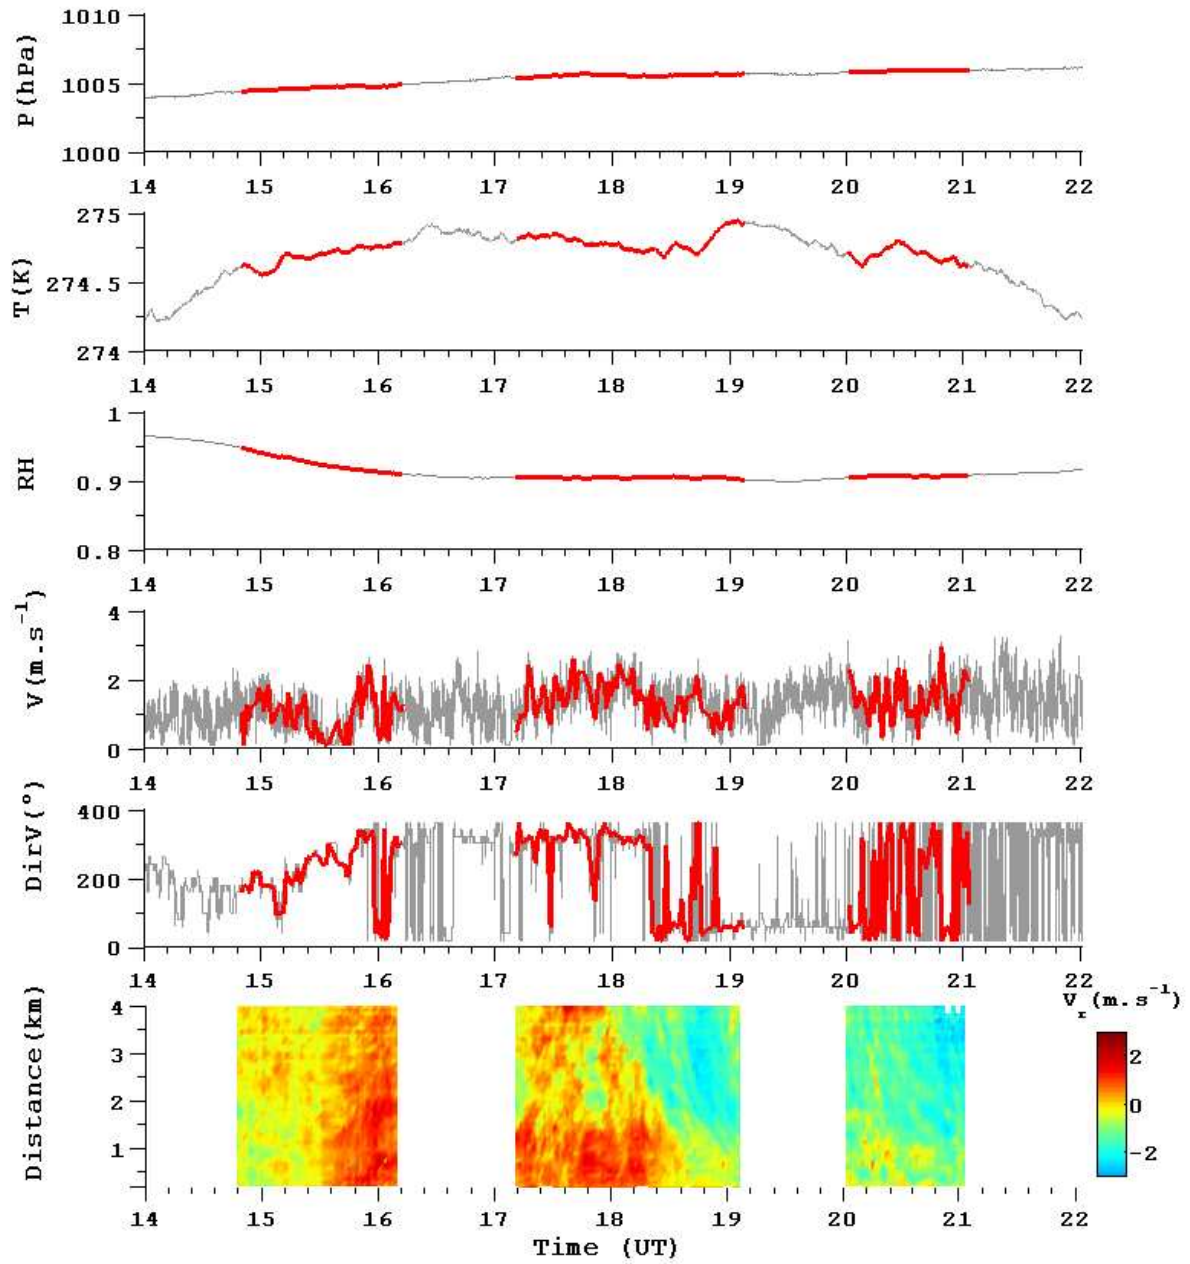 1010
P(hPa)
1005
1000
14 15 16 17 18 19 20 21 22
275
T(K)
274.5
274
14 15 16 17 18 19 20 21 22
1
RH
0.9
0.8
14 15 16 17 18 19 20 21 22
4
V(m.s⁻¹)
2
0
14 15 16 17 18 19 20 21 22
400
DirV(°)
200
0
14 15 16 17 18 19 20 21 22
V_r(m.s⁻¹)
4
Distance(km)
3
2
1
2
0
-2
14 15 16 17 18 19 20 21 22
Time (UT)